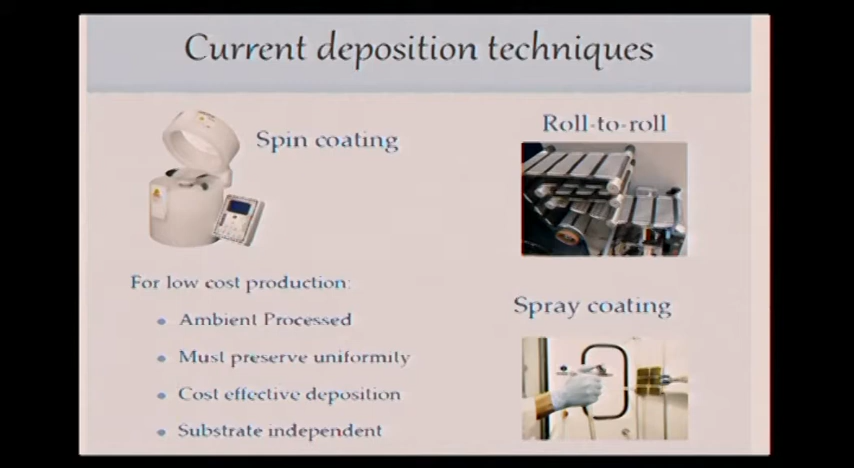 Current deposition techniques
Spin coating
Roll-to-roll
For low cost production:
Ambient Processed
Must preserve uniformity
Cost effective deposition
Substrate independent
Spray coating